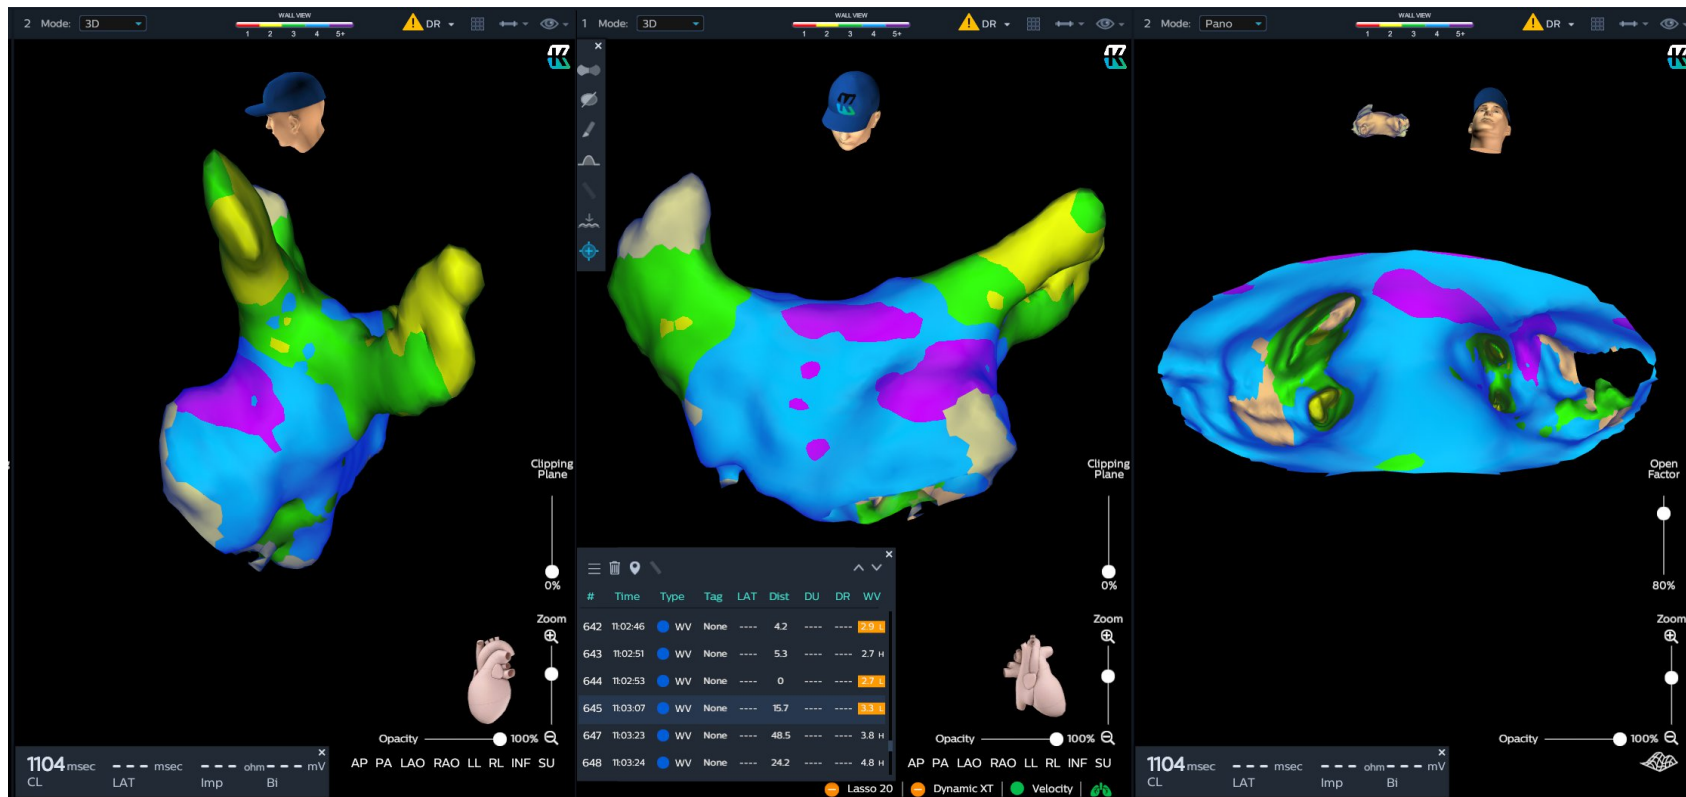 2 Mode: 3D
WALL VIEW
1 2 3 4 5+
DR
1 Mode: 3D
WALL VIEW
1 2 3 4 5+
DR
2 Mode: Pano
WALL VIEW
1 2 3 4 5+
DR
Clipping
Plane
0%
Zoom
Opacity 100%
AP PA LAO RAO LL RL INF SU
1104 msec --- msec --- ohm --- mV
CL LAT Imp Bi
Clipping
Plane
0%
Zoom
Opacity 100%
AP PA LAO RAO LL RL INF SU
# Time Type Tag LAT Dist DU DR WV
642 11:02:46 WV None ---- 4.2 ---- ---- 2.9 L
643 11:02:51 WV None ---- 5.3 ---- ---- 2.7 H
644 11:02:53 WV None ---- 0 ---- ---- 2.7 L
645 11:03:07 WV None ---- 15.7 ---- ---- 3.3 L
647 11:03:23 WV None ---- 48.5 ---- ---- 3.8 H
648 11:03:24 WV None ---- 24.2 ---- ---- 4.8 H
Lasso 20 | Dynamic XT | Velocity |
Open
Factor
80%
Zoom
Opacity 100%
1104 msec --- msec --- ohm --- mV
CL LAT Imp Bi